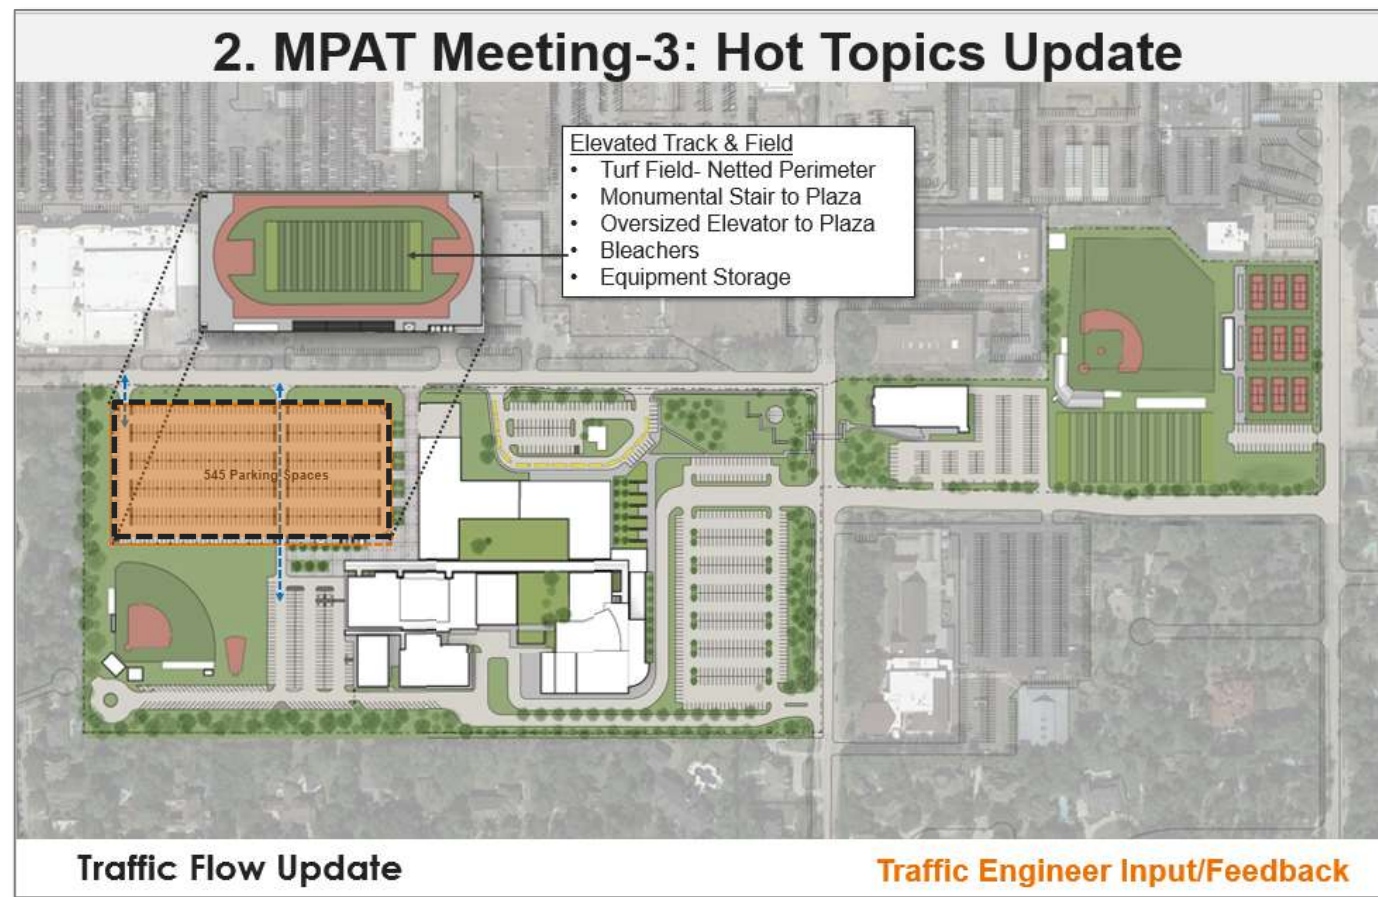 2. MPAT Meeting-3: Hot Topics Update
Elevated Track & Field
• Turf Field- Netted Perimeter
• Monumental Stair to Plaza
• Oversized Elevator to Plaza
• Bleachers
• Equipment Storage
545 Parking Spaces
Traffic Flow Update
Traffic Engineer Input/Feedback